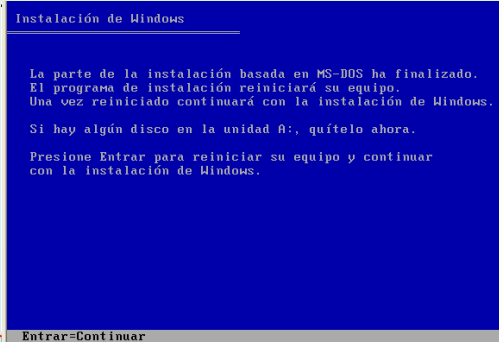 Instalación de Windows
La parte de la instalación basada en MS-DOS ha finalizado.
El programa de instalación reiniciará su equipo.
Una vez reiniciado continuará con la instalación de Windows.
Si hay algún disco en la unidad A:, quítelo ahora.
Presione Entrar para reiniciar su equipo y continuar
con la instalación de Windows.
Entrar=Continuar